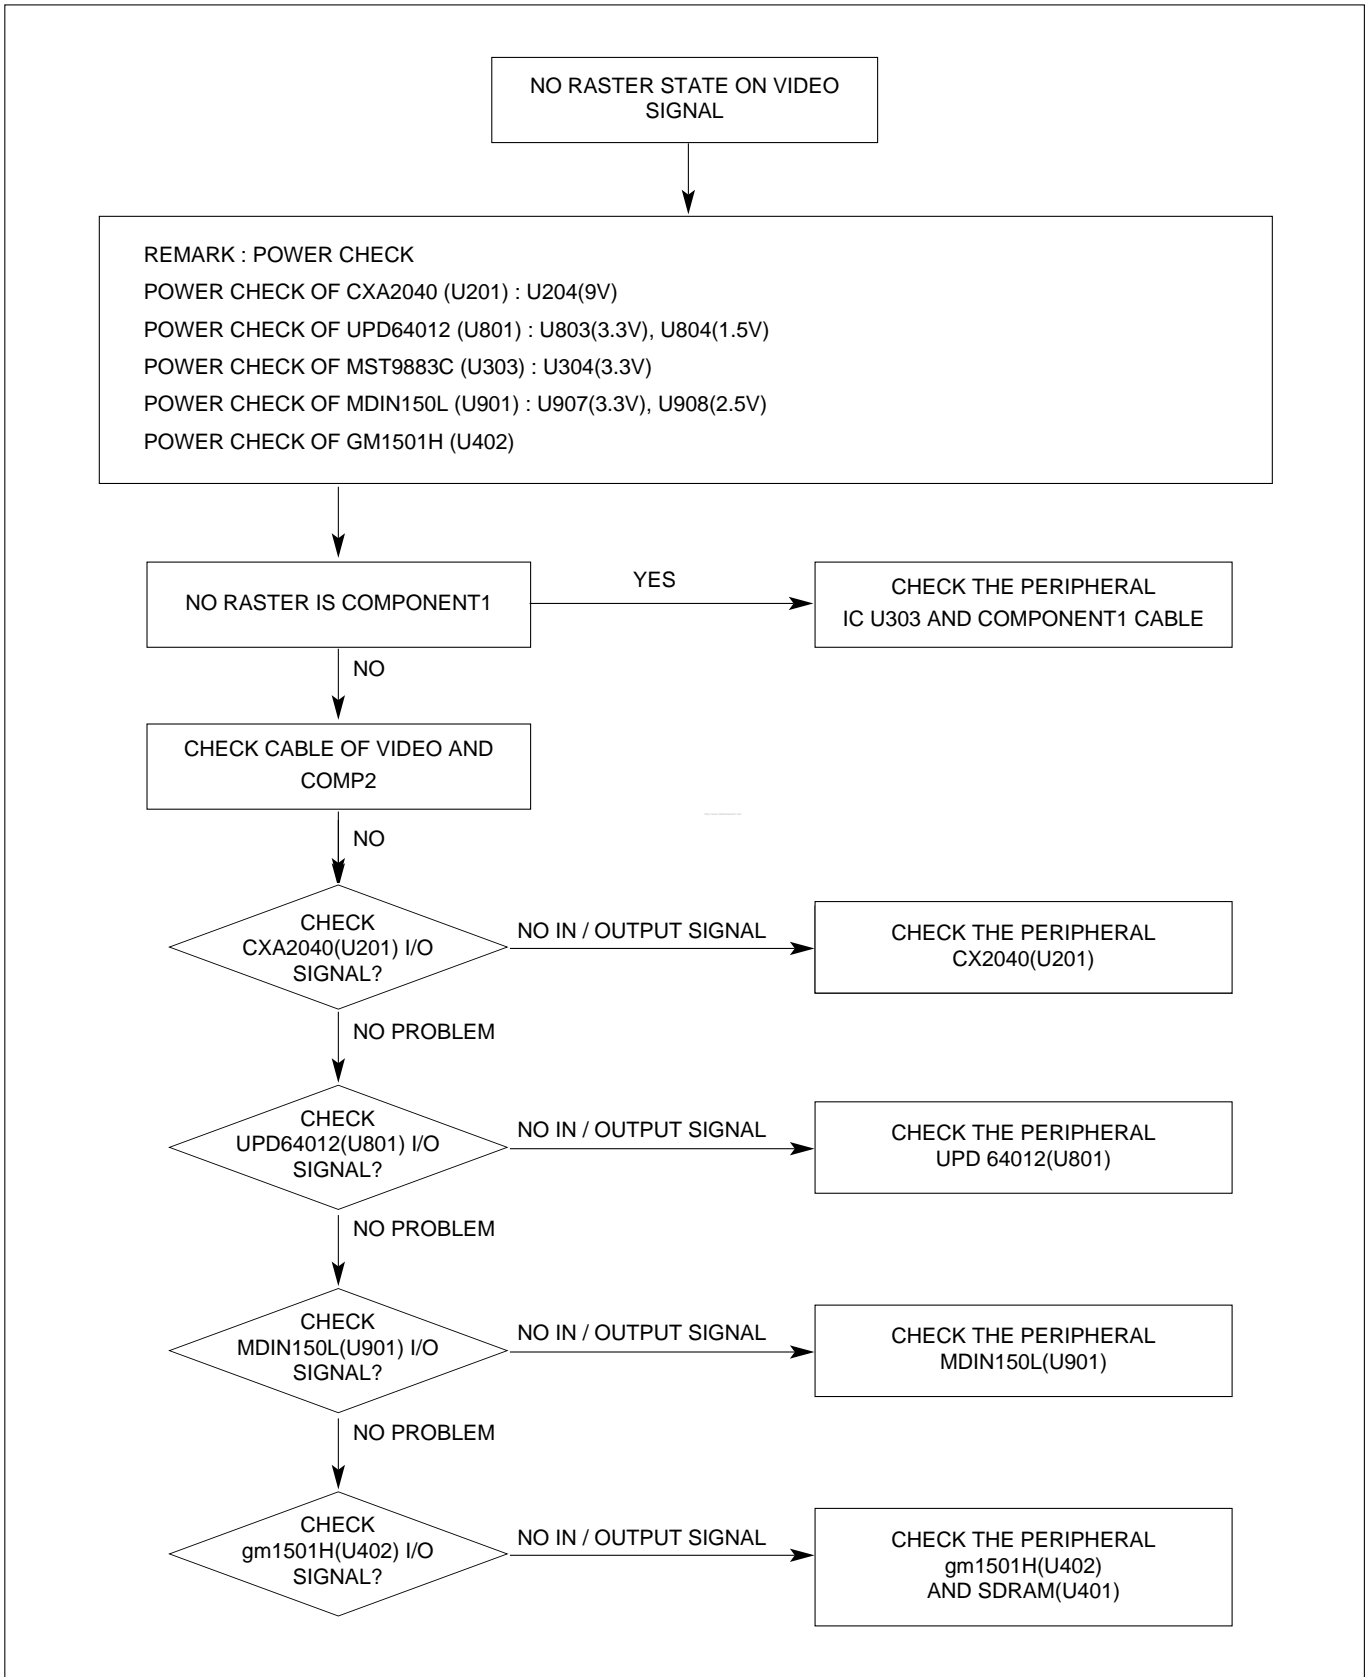 NO RASTER STATE ON VIDEO
SIGNAL
REMARK : POWER CHECK
POWER CHECK OF CXA2040 (U201) : U204(9V)
POWER CHECK OF UPD64012 (U801) : U803(3.3V), U804(1.5V)
POWER CHECK OF MST9883C (U303) : U304(3.3V)
POWER CHECK OF MDIN150L (U901) : U907(3.3V), U908(2.5V)
POWER CHECK OF GM1501H (U402)
NO RASTER IS COMPONENT1
YES
CHECK THE PERIPHERAL
IC U303 AND COMPONENT1 CABLE
NO
CHECK CABLE OF VIDEO AND
COMP2
NO
CHECK
CXA2040(U201) I/O
SIGNAL?
NO IN / OUTPUT SIGNAL
CHECK THE PERIPHERAL
CX2040(U201)
NO PROBLEM
CHECK
UPD64012(U801) I/O
SIGNAL?
NO IN / OUTPUT SIGNAL
CHECK THE PERIPHERAL
UPD 64012(U801)
NO PROBLEM
CHECK
MDIN150L(U901) I/O
SIGNAL?
NO IN / OUTPUT SIGNAL
CHECK THE PERIPHERAL
MDIN150L(U901)
NO PROBLEM
CHECK
gm1501H(U402) I/O
SIGNAL?
NO IN / OUTPUT SIGNAL
CHECK THE PERIPHERAL
gm1501H(U402)
AND SDRAM(U401)